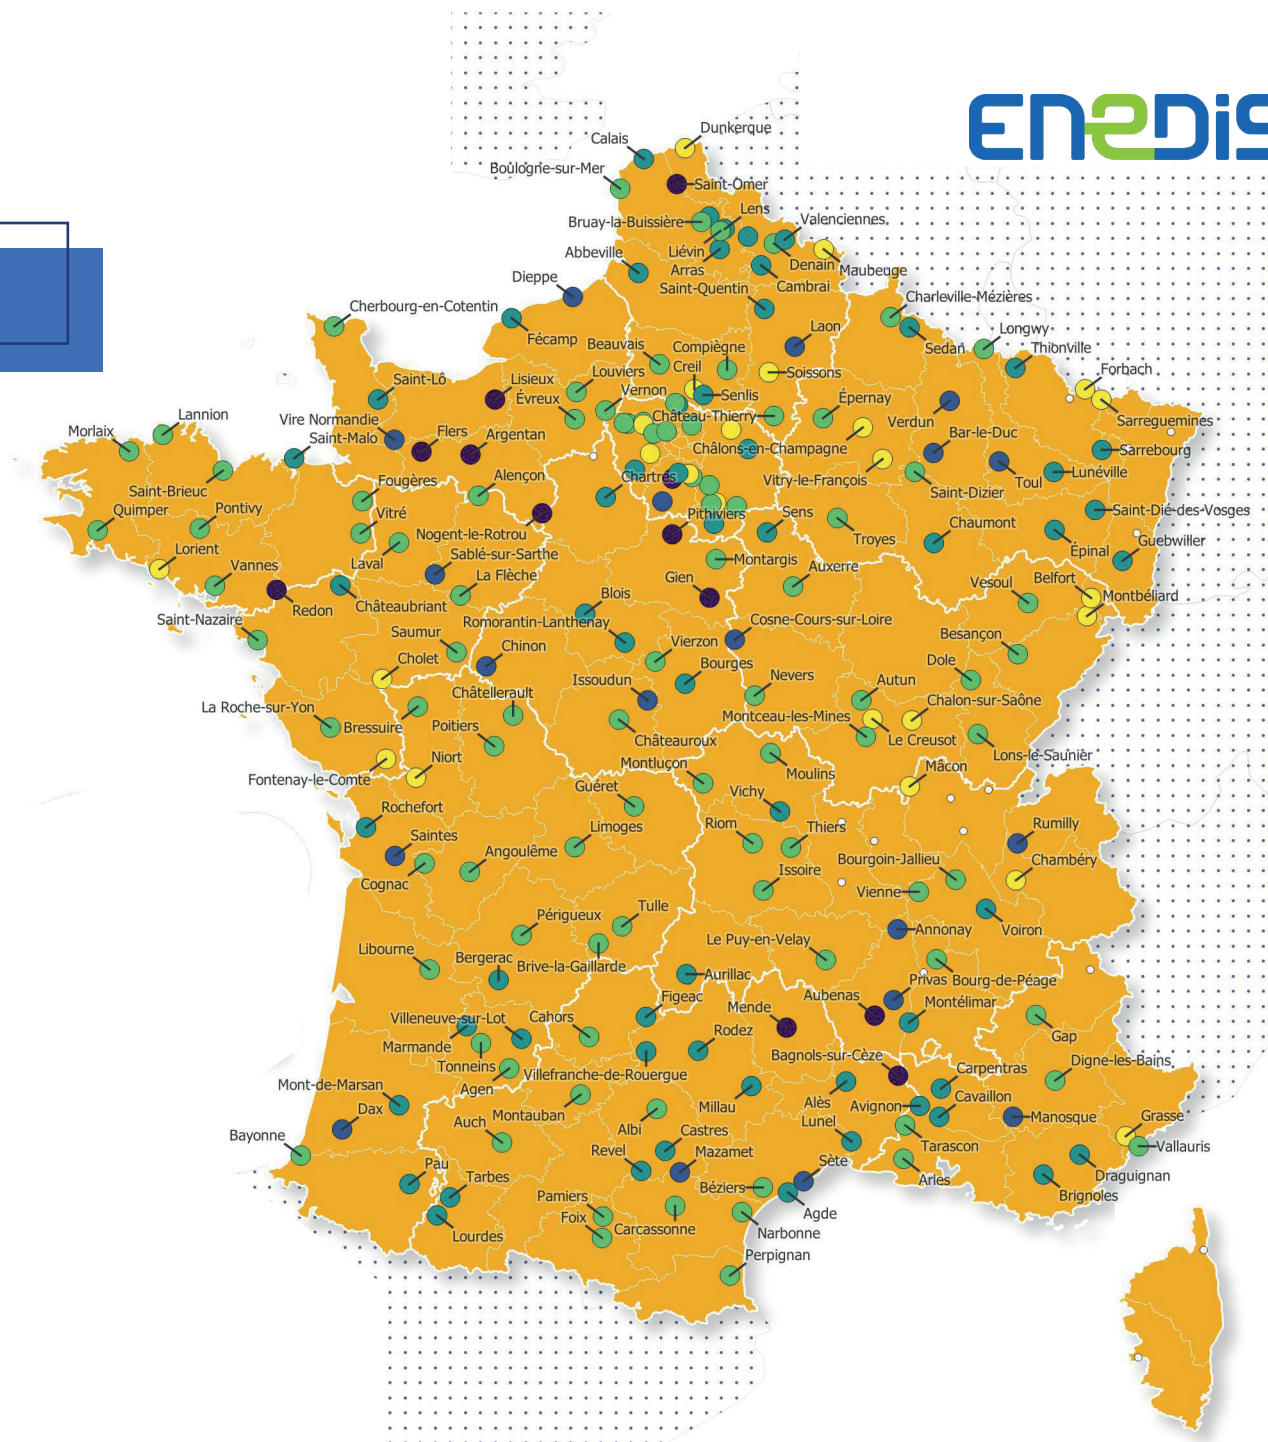 ENEDIS
Dunkerque
Calais
Boulogne-sur-Mer
Saint-Omer
Bruay-la-Buissière
Lens
Valenciennes
Liévin
Abbeville
Arras
Denain
Maubeuge
Dieppe
Saint-Quentin
Cambrai
Charleville-Mézières
Cherbourg-en-Cotentin
Fécamp
Laon
Sedan
Longwy
Thionville
Beauvais
Compiègne
Creil
Soissons
Forbach
Saint-Lô
Lisieux
Louviers
Évreux
Vernon
Senlis
Épernay
Verdun
Sarreguemines
Lannion
Vire Normandie
Château-Thierry
Morlaix
Saint-Malo
Flers
Argentan
Châlons-en-Champagne
Bar-le-Duc
Sarrebourg
Saint-Brieuc
Fougères
Alençon
Chartres
Vitry-le-François
Saint-Dizier
Toul
Lunéville
Quimper
Pontivy
Vitré
Nogent-le-Rotrou
Pithiviers
Sens
Troyes
Chaumont
Saint-Dié-des-Vosges
Épinal
Guebwiller
Lorient
Laval
Sablé-sur-Sarthe
Montargis
Auxerre
Vannes
La Flèche
Gien
Vesoul
Belfort
Montbéliard
Redon
Châteaubriant
Blois
Saint-Nazaire
Romorantin-Lanthenay
Cosne-Cours-sur-Loire
Saumur
Chinon
Vierzon
Besançon
Cholet
Bourges
Dole
Issoudun
Châtellerault
Nevers
Autun
Chalon-sur-Saône
La Roche-sur-Yon
Bressuire
Poitiers
Montceau-les-Mines
Châteauroux
Le Creusot
Lons-le-Saunier
Niort
Montluçon
Moulins
Mâcon
Fontenay-le-Comte
Guéret
Vichy
Rochefort
Saintes
Limoges
Riom
Thiers
Rumilly
Angoulême
Bourgoin-Jallieu
Chambéry
Cognac
Issoire
Vienne
Périgueux
Tulle
Annonay
Voiron
Libourne
Bergerac
Brive-la-Gaillarde
Le Puy-en-Velay
Aurillac
Privas
Bourg-de-Péage
Figeac
Mende
Aubenas
Montélimar
Villeneuve-sur-Lot
Cahors
Rodez
Gap
Marmande
Tonneins
Bagnols-sur-Cèze
Digne-les-Bains
Agen
Villefranche-de-Rouergue
Carpentras
Mont-de-Marsan
Millau
Alès
Avignon
Cavaillon
Dax
Montauban
Manosque
Grasse
Auch
Albi
Lunel
Bayonne
Castres
Tarascon
Vallauris
Revel
Mazamet
Sète
Pau
Tarbes
Béziers
Arles
Draguignan
Brignoles
Pamiers
Foix
Carcassonne
Agde
Lourdes
Narbonne
Perpignan